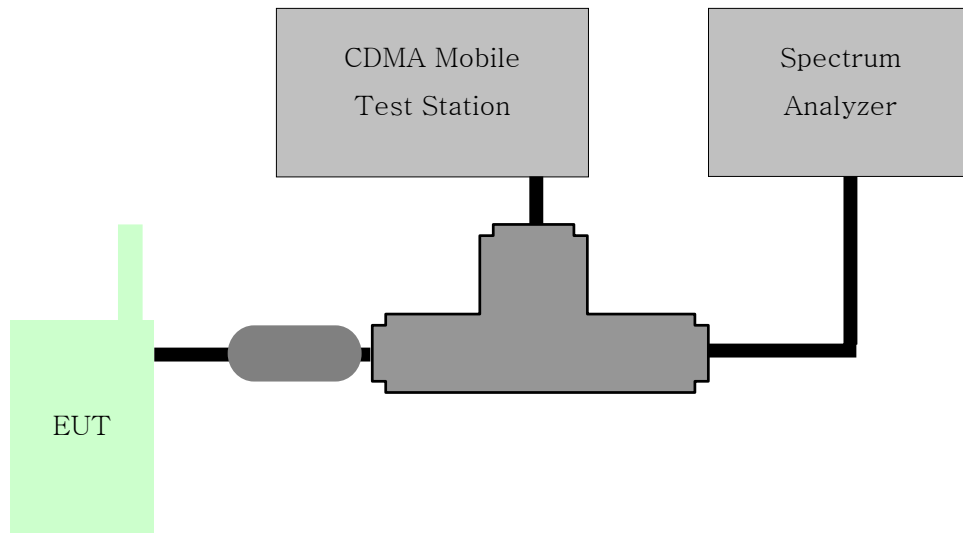 CDMA Mobile
Test Station
Spectrum
Analyzer
EUT